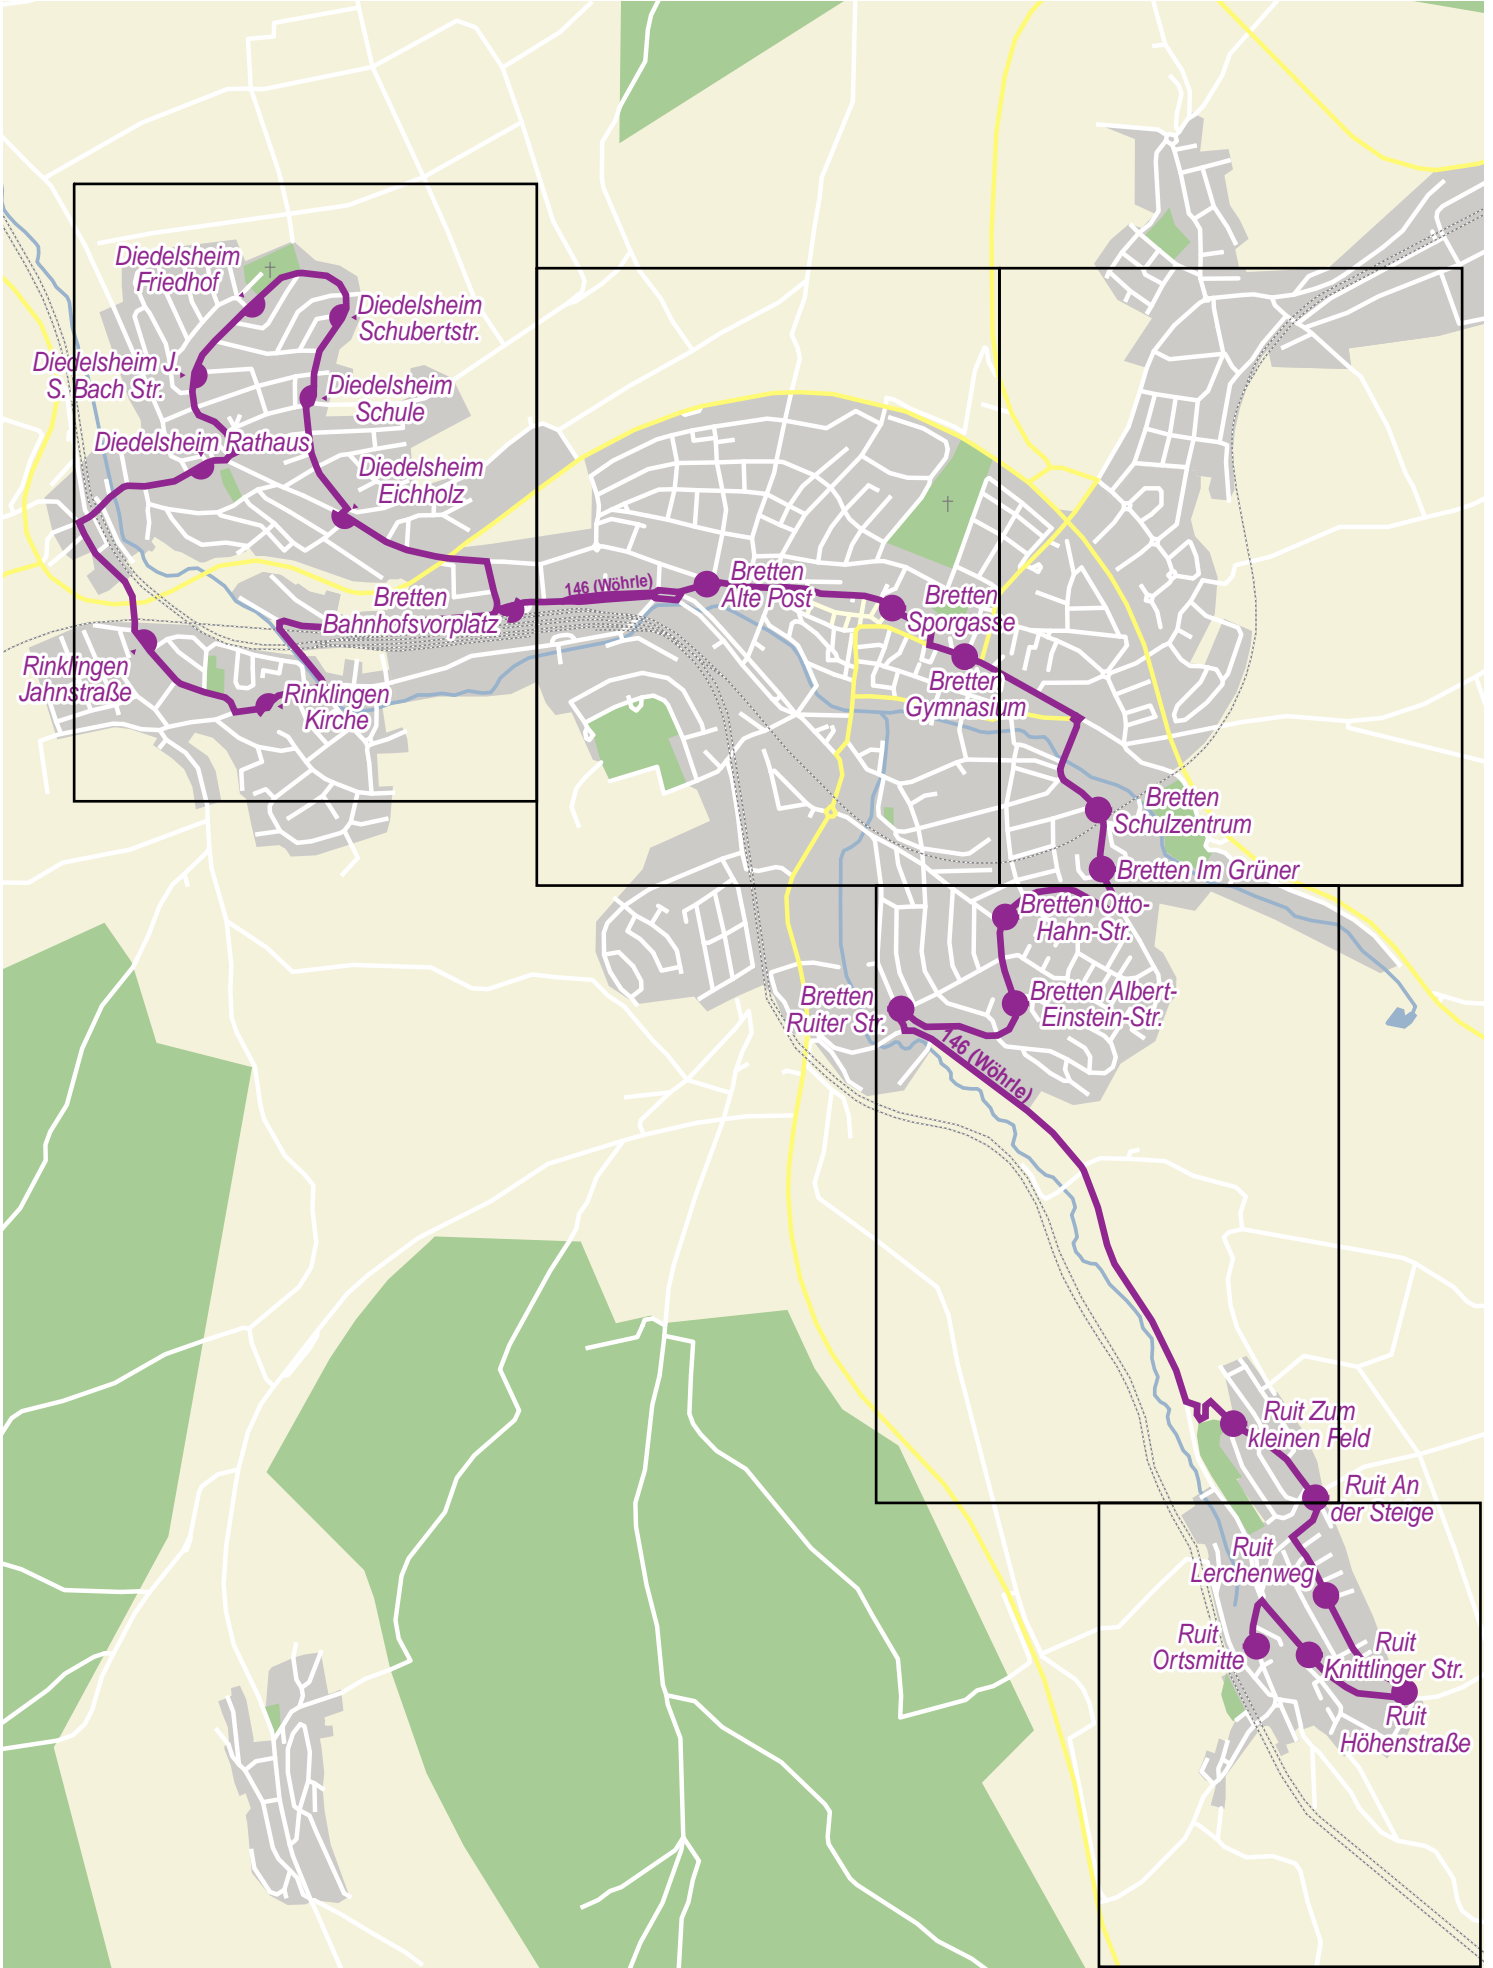 Diedelsheim
Friedhof
Diedelsheim
Schubertstr.
Diedelsheim J.
S. Bach Str.
Diedelsheim
Schule
Diedelsheim Rathaus
Diedelsheim
Eichholz
Bretten
Bahnhofsvorplatz
146 (Wöhrle)
Bretten
Alte Post
Bretten
Sporgasse
Rinklingen
Jahnstraße
Rinklingen
Kirche
Bretten
Gymnasium
Bretten
Schulzentrum
Bretten Im Grüner
Bretten Otto-
Hahn-Str.
Bretten
Ruiter Str.
Bretten Albert-
Einstein-Str.
146 (Wöhrle)
Ruit Zum
kleinen Feld
Ruit An
der Steige
Ruit
Lerchenweg
Ruit
Ortsmitte
Ruit
Knittlinger Str.
Ruit
Höhenstraße